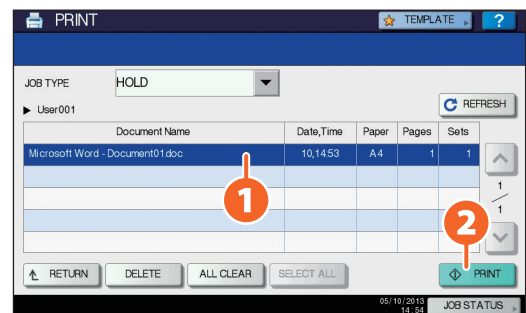 PRINT
TEMPLATE
?
JOB TYPE HOLD
User001
REFRESH
Document Name Date,Time Paper Pages Sets
Microsoft Word - Document01.doc 10,14:53 A4 1 1
1
1
1
2
RETURN DELETE ALL CLEAR SELECT ALL PRINT
05/10/2013
14:54
JOB STATUS